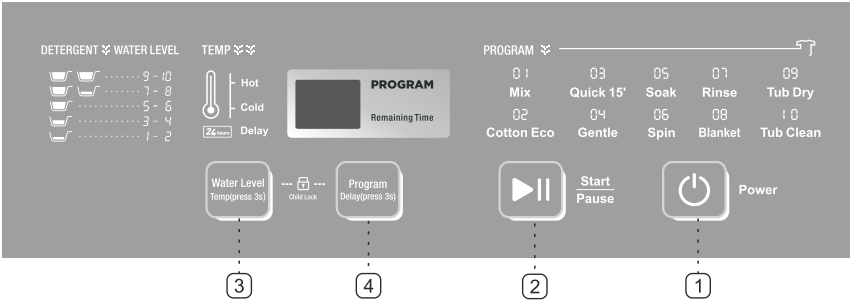 DETERGENT WATER LEVEL
9 - 10
7 - 8
5 - 6
3 - 4
1 - 2
TEMP
Hot
Cold
24 hours Delay
PROGRAM
Remaining Time
PROGRAM
01 03 05 07 09
Mix Quick 15' Soak Rinse Tub Dry
02 04 06 08 10
Cotton Eco Gentle Spin Blanket Tub Clean
Water Level
Temp(press 3s)
Child Lock
Program
Delay(press 3s)
Start
Pause
Power
3 4 2 1